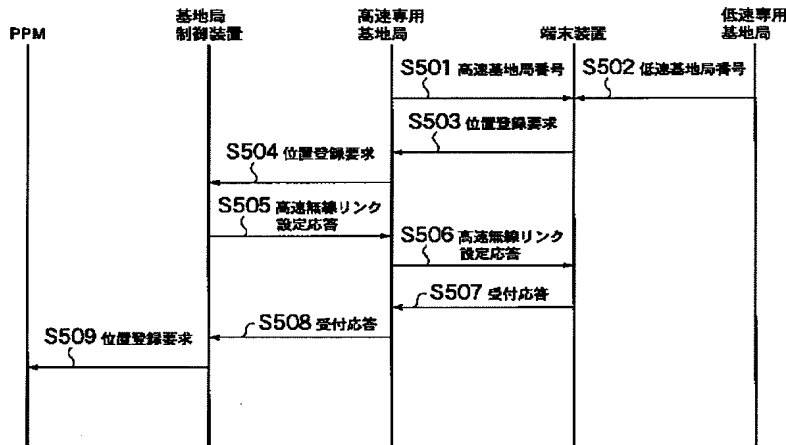 PPM
基地局
制御装置
高速専用
基地局
端末装置
低速専用
基地局
S501 高速基地局番号
S502 低速基地局番号
S503 位置登録要求
S504 位置登録要求
S505 高速無線リンク
設定応答
S506 高速無線リンク
設定応答
S507 受付応答
S508 受付応答
S509 位置登録要求